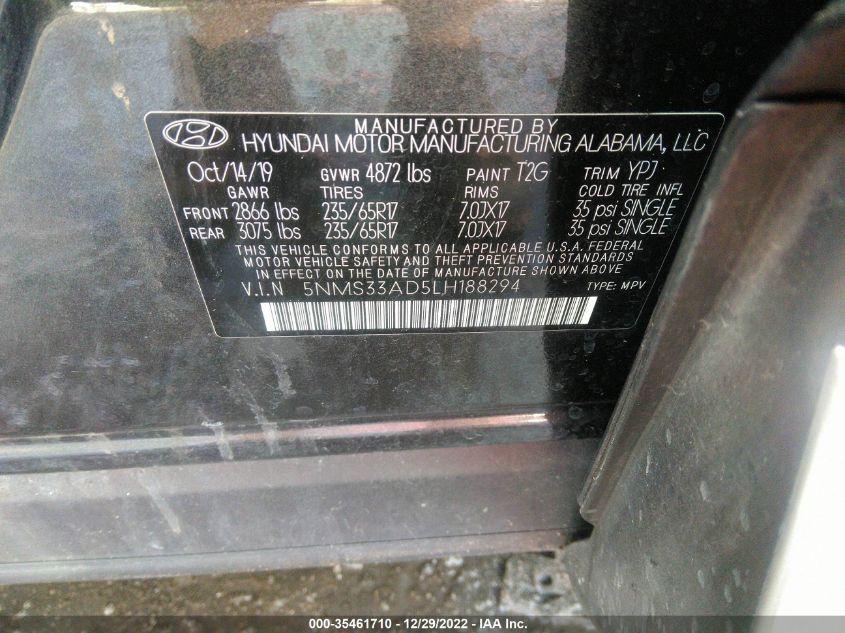 MANUFACTURED BY
HYUNDAI MOTOR MANUFACTURING ALABAMA, LLC
Oct/14/19 GVWR 4872 lbs PAINT T2G TRIM YPJ
GAWR TIRES RIMS COLD TIRE INFL
FRONT 2866 lbs 235/65R17 7.0JX17 35 psi SINGLE
REAR 3075 lbs 235/65R17 7.0JX17 35 psi SINGLE
THIS VEHICLE CONFORMS TO ALL APPLICABLE U.S.A. FEDERAL
MOTOR VEHICLE SAFETY AND THEFT PREVENTION STANDARDS
IN EFFECT ON THE DATE OF MANUFACTURE SHOWN ABOVE
V.I.N 5NMS33AD5LH188294 TYPE: MPV
000-35461710 - 12/29/2022 - IAA Inc.